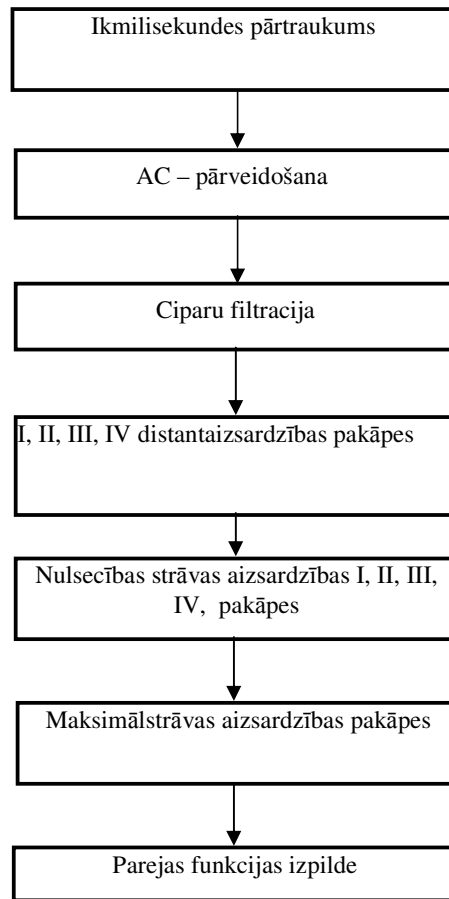 Ikmilisekundes pārtraukums
AC – pārveidošana
Ciparu filtracija
I, II, III, IV distantaizsardzības pakāpes
Nulsecības strāvas aizsardzības I, II, III,
IV, pakāpes
Maksimālstrāvas aizsardzības pakāpes
Parejas funkcijas izpilde